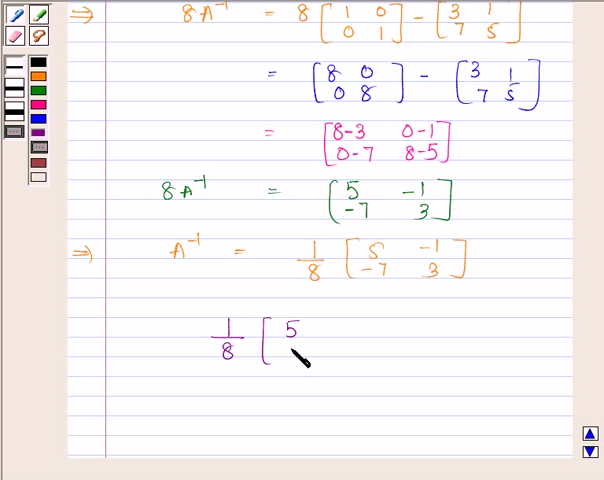 ⇒ 8A⁻¹ = 8 [1 0; 0 1] - [3 1; 7 5]
= [8 0; 0 8] - [3 1; 7 5]
= [8-3 0-1; 0-7 8-5]
8A⁻¹ = [5 -1; -7 3]
⇒ A⁻¹ = 1/8 [5 -1; -7 3]
1/8 [5